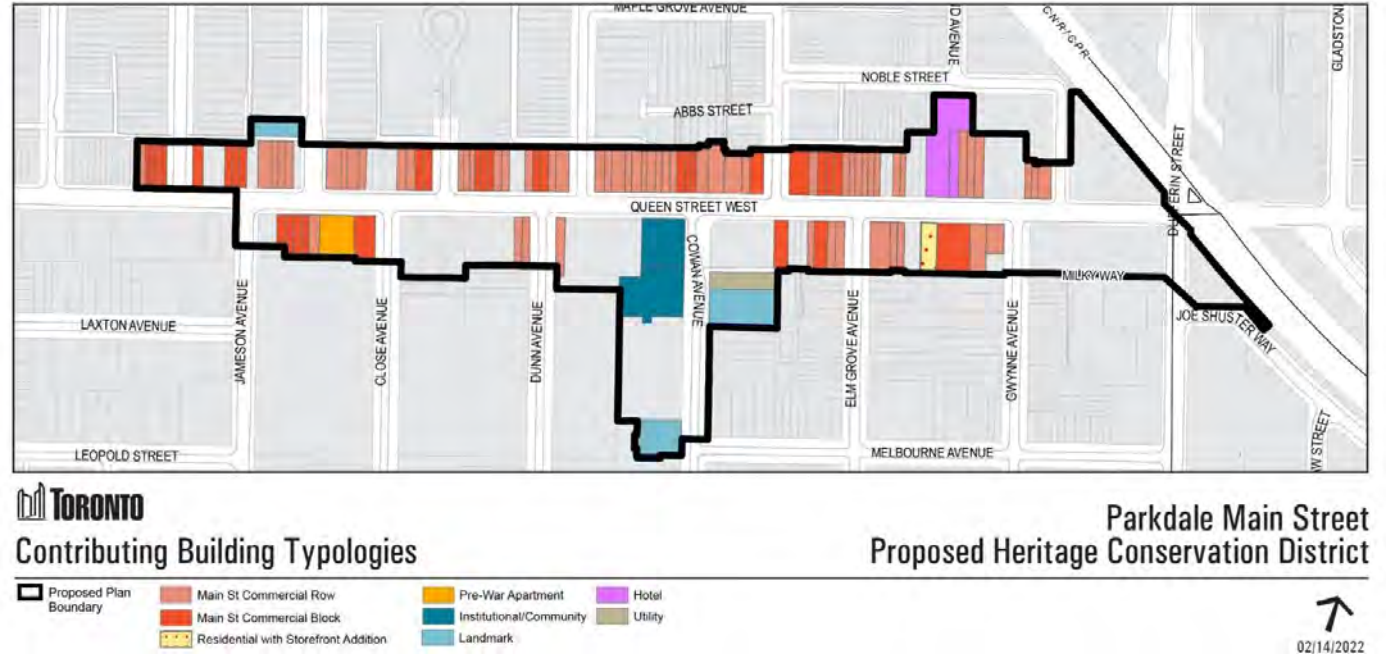 MAPLE GROVE AVENUE
D AVENUE
C.N.R/C.P.R.
GLADSTON
NOBLE STREET
ABBS STREET
DUFFERIN STREET
QUEEN STREET WEST
COWAN AVENUE
MILKY WAY
JOE SHUSTER WAY
LAXTON AVENUE
JAMESON AVENUE
CLOSE AVENUE
DUNN AVENUE
ELM GROVE AVENUE
GWYNNE AVENUE
LEOPOLD STREET
MELBOURNE AVENUE
W STREET
TORONTO
Contributing Building Typologies
Parkdale Main Street
Proposed Heritage Conservation District
Proposed Plan
Boundary
Main St Commercial Row
Main St Commercial Block
Residential with Storefront Addition
Pre-War Apartment
Institutional/Community
Landmark
Hotel
Utility
02/14/2022